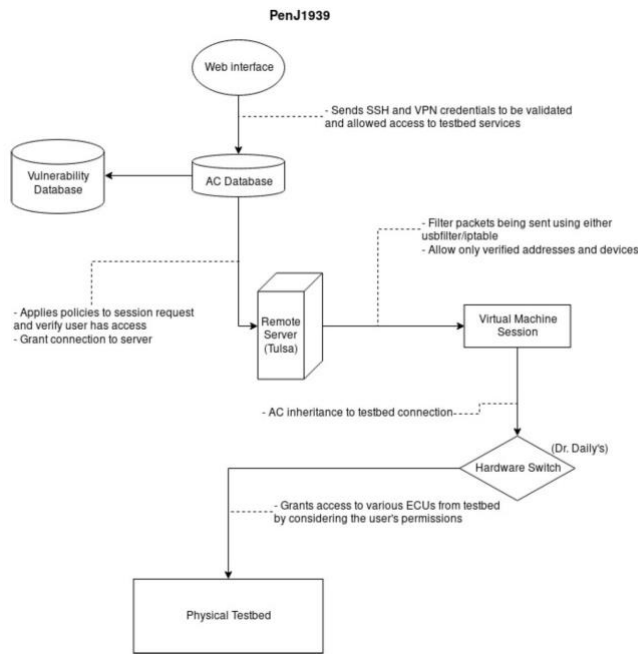 PenJ1939
Web interface
- Sends SSH and VPN credentials to be validated
and allowed access to testbed services
Vulnerability
Database
AC Database
- Filter packets being sent using either
usbfilter/iptable
- Allow only verified addresses and devices
- Applies policies to session request
and verify user has access
- Grant connection to server
Remote
Server
(Tulsa)
Virtual Machine
Session
- AC inheritance to testbed connection
(Dr. Daily's)
Hardware Switch
- Grants access to various ECUs from testbed
by considering the user's permissions
Physical Testbed